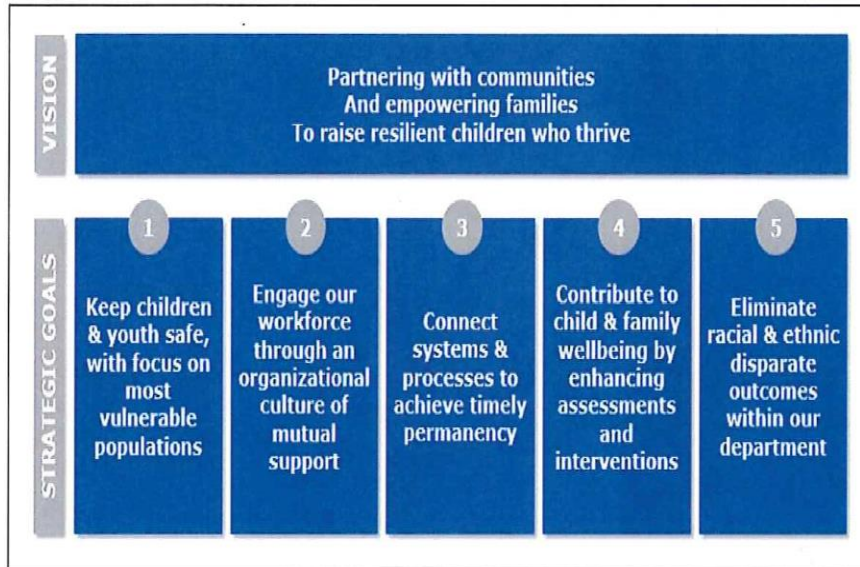 VISION
Partnering with communities
And empowering families
To raise resilient children who thrive
STRATEGIC GOALS
1
Keep children
& youth safe,
with focus on
most
vulnerable
populations
2
Engage our
workforce
through an
organizational
culture of
mutual
support
3
Connect
systems &
processes to
achieve timely
permanency
4
Contribute to
child & family
wellbeing by
enhancing
assessments
and
interventions
5
Eliminate
racial & ethnic
disparate
outcomes
within our
department